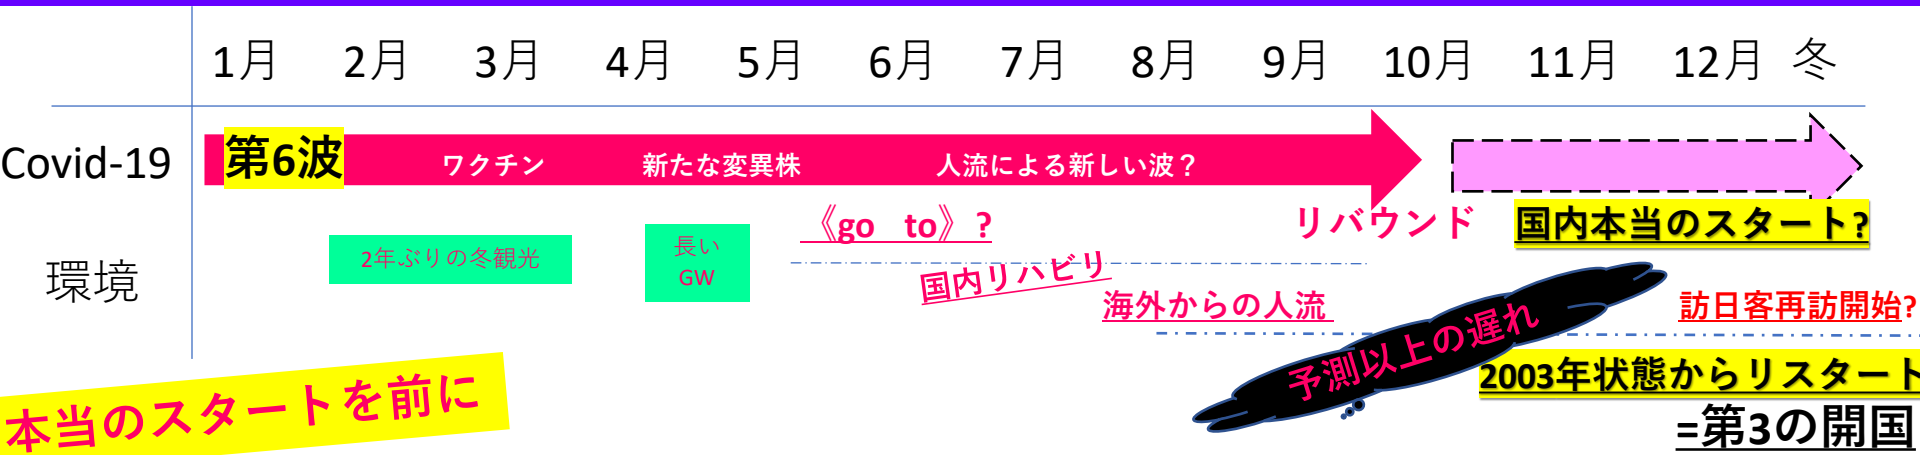 1月 2月 3月 4月 5月 6月 7月 8月 9月 10月 11月 12月 冬
Covid-19
第6波 ワクチン 新たな変異株 人流による新しい波？
環境
2年ぶりの冬観光
長い
GW
《go to》?
国内リハビリ
海外からの人流
リバウンド
国内本当のスタート?
予測以上の遅れ
訪日客再訪開始?
2003年状態からリスタート
=第3の開国
本当のスタートを前に